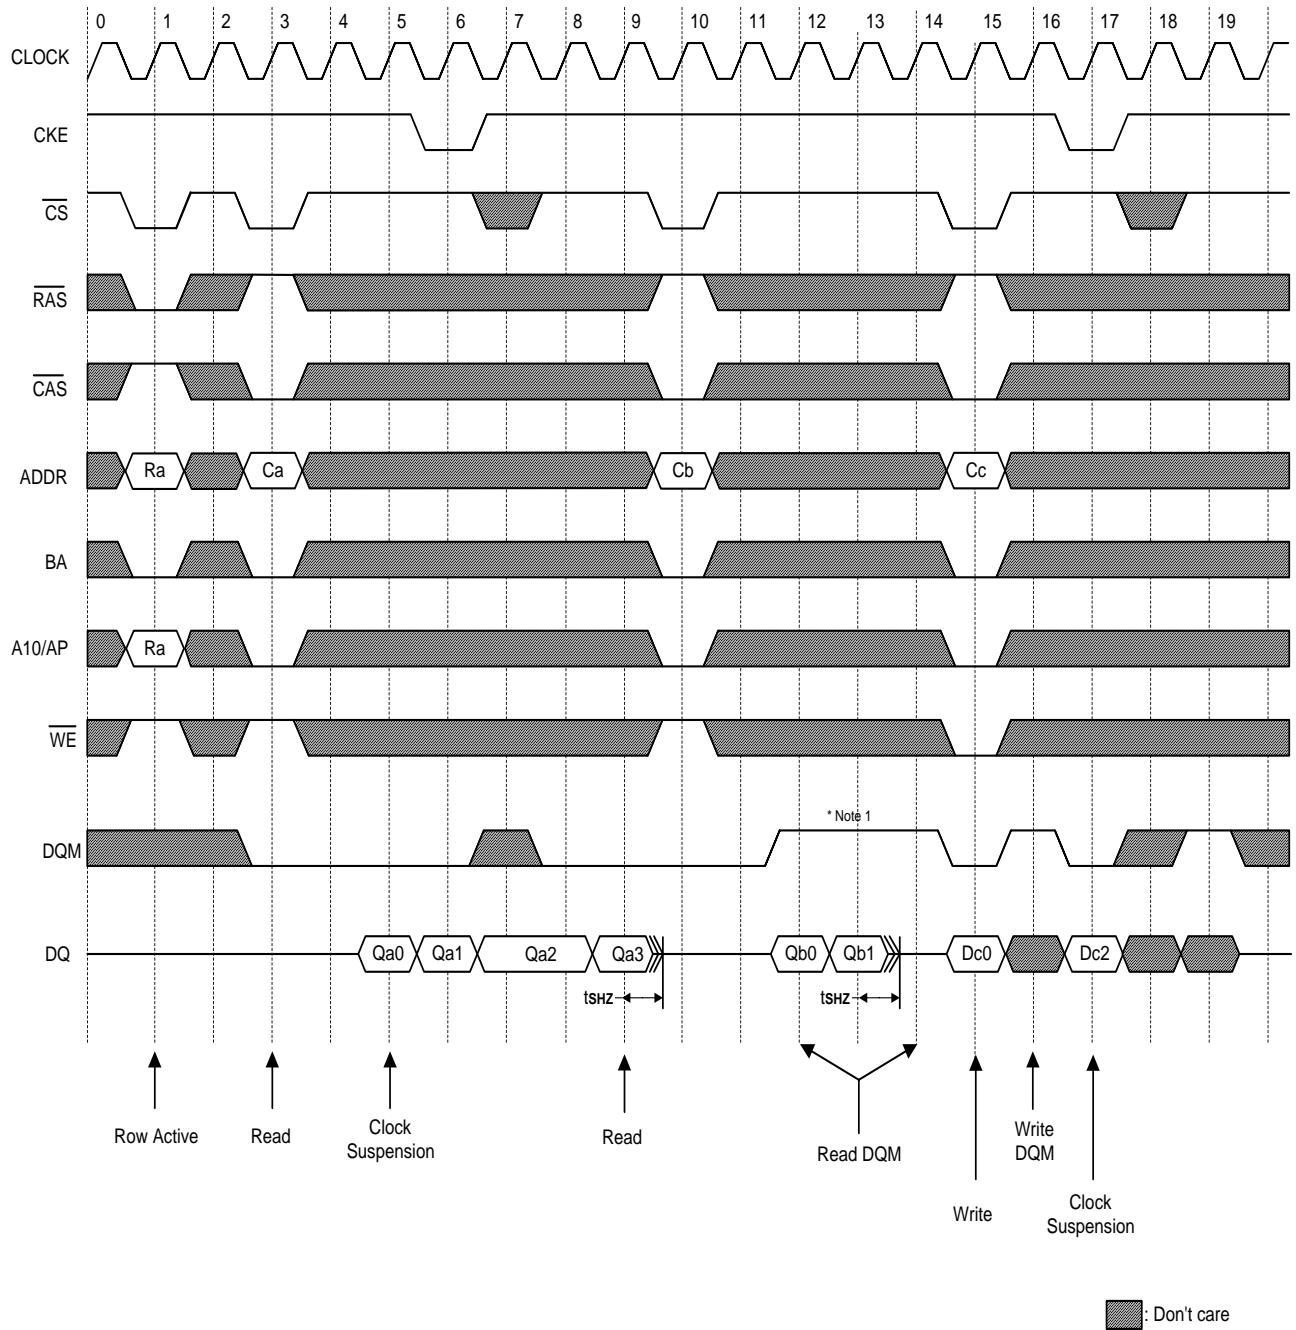 0 1 2 3 4 5 6 7 8 9 10 11 12 13 14 15 16 17 18 19
CLOCK
CKE
CS
RAS
CAS
ADDR Ra Ca Cb Cc
BA
A10/AP Ra
WE
* Note 1
DQM
DQ Qa0 Qa1 Qa2 Qa3 Qb0 Qb1 Dc0 Dc2
tSHZ tSHZ
Row Active
Read
Clock
Suspension
Read
Read DQM
Write
Write
DQM
Clock
Suspension
: Don't care